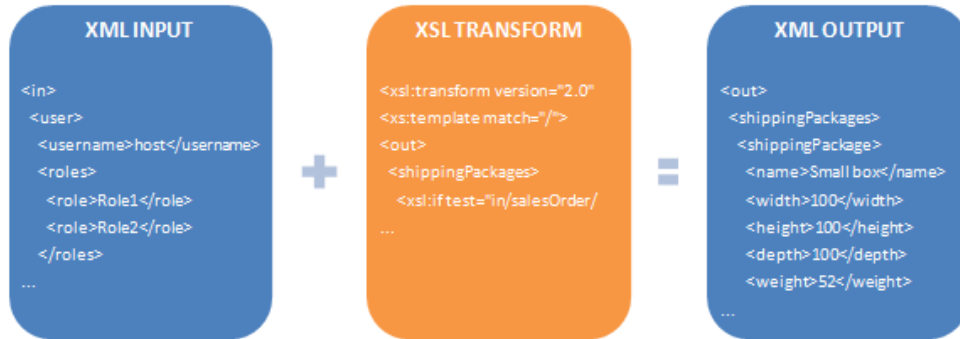 XML INPUT
<in>
<user>
<username>host</username>
<roles>
<role>Role1</role>
<role>Role2</role>
</roles>
...
+
XSL TRANSFORM
<xsl:transform version="2.0"
<xs:template match="/">
<out>
<shippingPackages>
<xsl:if test="in/salesOrder/
...
=
XML OUTPUT
<out>
<shippingPackages>
<shippingPackage>
<name>Small box</name>
<width>100</width>
<height>100</height>
<depth>100</depth>
<weight>52</weight>
...